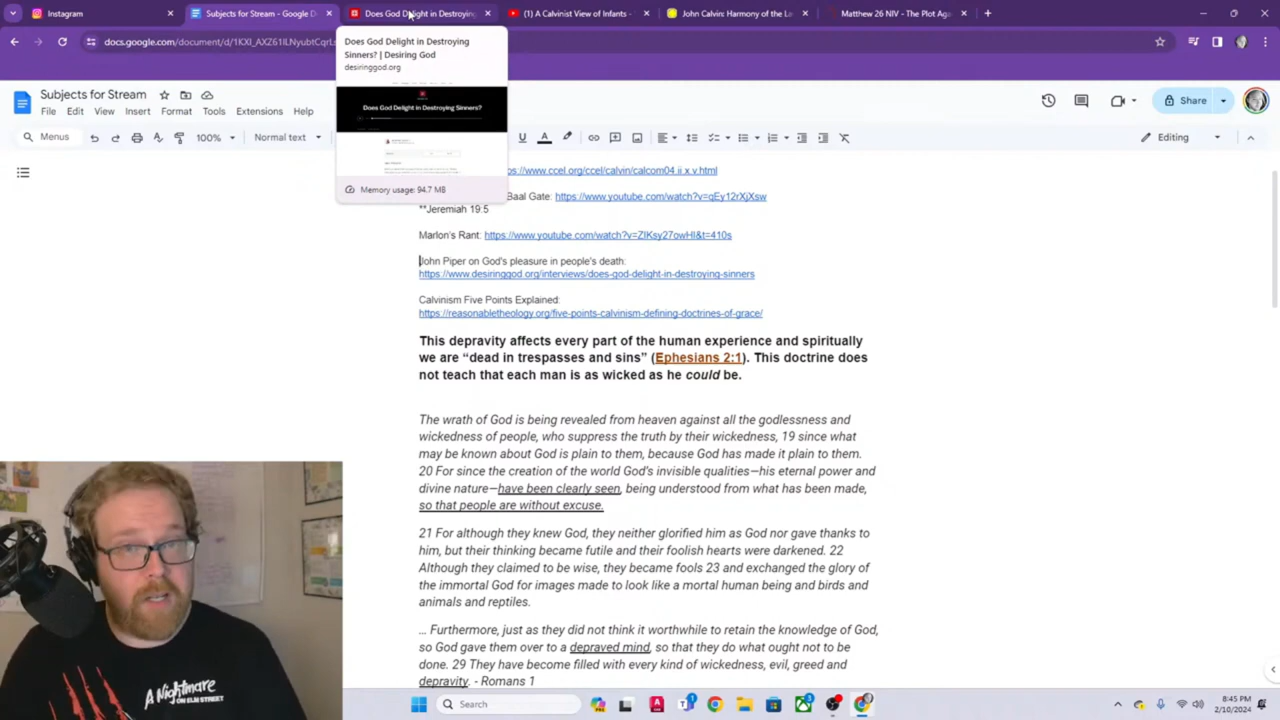 Instagram
Subjects for Stream - Google D
Does God Delight in Destroying
(1) A Calvinist View of Infants -
John Calvin: Harmony of the La
Matthew 26 NIV - The Plot Aga
docs.google.com/document/d/1KXI_AXZ61ILNyubtCqrLs
Does God Delight in Destroying
Sinners? | Desiring God
desiringgod.org
Does God Delight in Destroying Sinners?
Memory usage: 94.7 MB
Subjects for Stream
File Edit View Insert Format Tools Extensions Help
Share
Menus
100%
Normal text
Editing
ps://www.ccel.org/ccel/calvin/calcom04.ii.x.v.html
Baal Gate: https://www.youtube.com/watch?v=qEy12rXjXsw
**Jeremiah 19:5
Marlon's Rant: https://www.youtube.com/watch?v=ZIKsy27owHI&t=410s
John Piper on God's pleasure in people's death:
https://www.desiringgod.org/interviews/does-god-delight-in-destroying-sinners
Calvinism Five Points Explained:
https://reasonabletheology.org/five-points-calvinism-defining-doctrines-of-grace/
This depravity affects every part of the human experience and spiritually
we are “dead in trespasses and sins” (Ephesians 2:1). This doctrine does
not teach that each man is as wicked as he could be.
The wrath of God is being revealed from heaven against all the godlessness and
wickedness of people, who suppress the truth by their wickedness, 19 since what
may be known about God is plain to them, because God has made it plain to them.
20 For since the creation of the world God's invisible qualities—his eternal power and
divine nature—have been clearly seen, being understood from what has been made,
so that people are without excuse.
21 For although they knew God, they neither glorified him as God nor gave thanks to
him, but their thinking became futile and their foolish hearts were darkened. 22
Although they claimed to be wise, they became fools 23 and exchanged the glory of
the immortal God for images made to look like a mortal human being and birds and
animals and reptiles.
... Furthermore, just as they did not think it worthwhile to retain the knowledge of God,
so God gave them over to a depraved mind, so that they do what ought not to be
done. 29 They have become filled with every kind of wickedness, evil, greed and
depravity. - Romans 1
A Nightmare
ON ELM STREET
Search
8:45 PM
2/10/2024